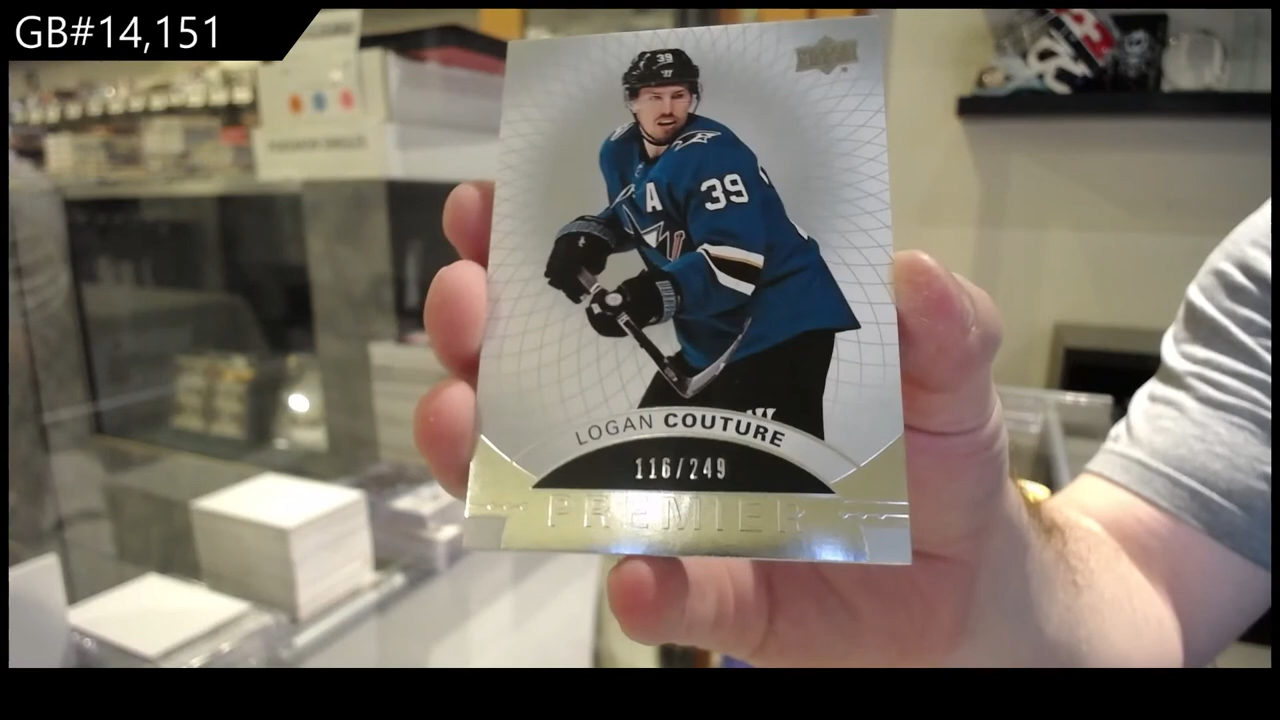 GB#14,151
39
A
39
LOGAN COUTURE
116/249
PREMIER